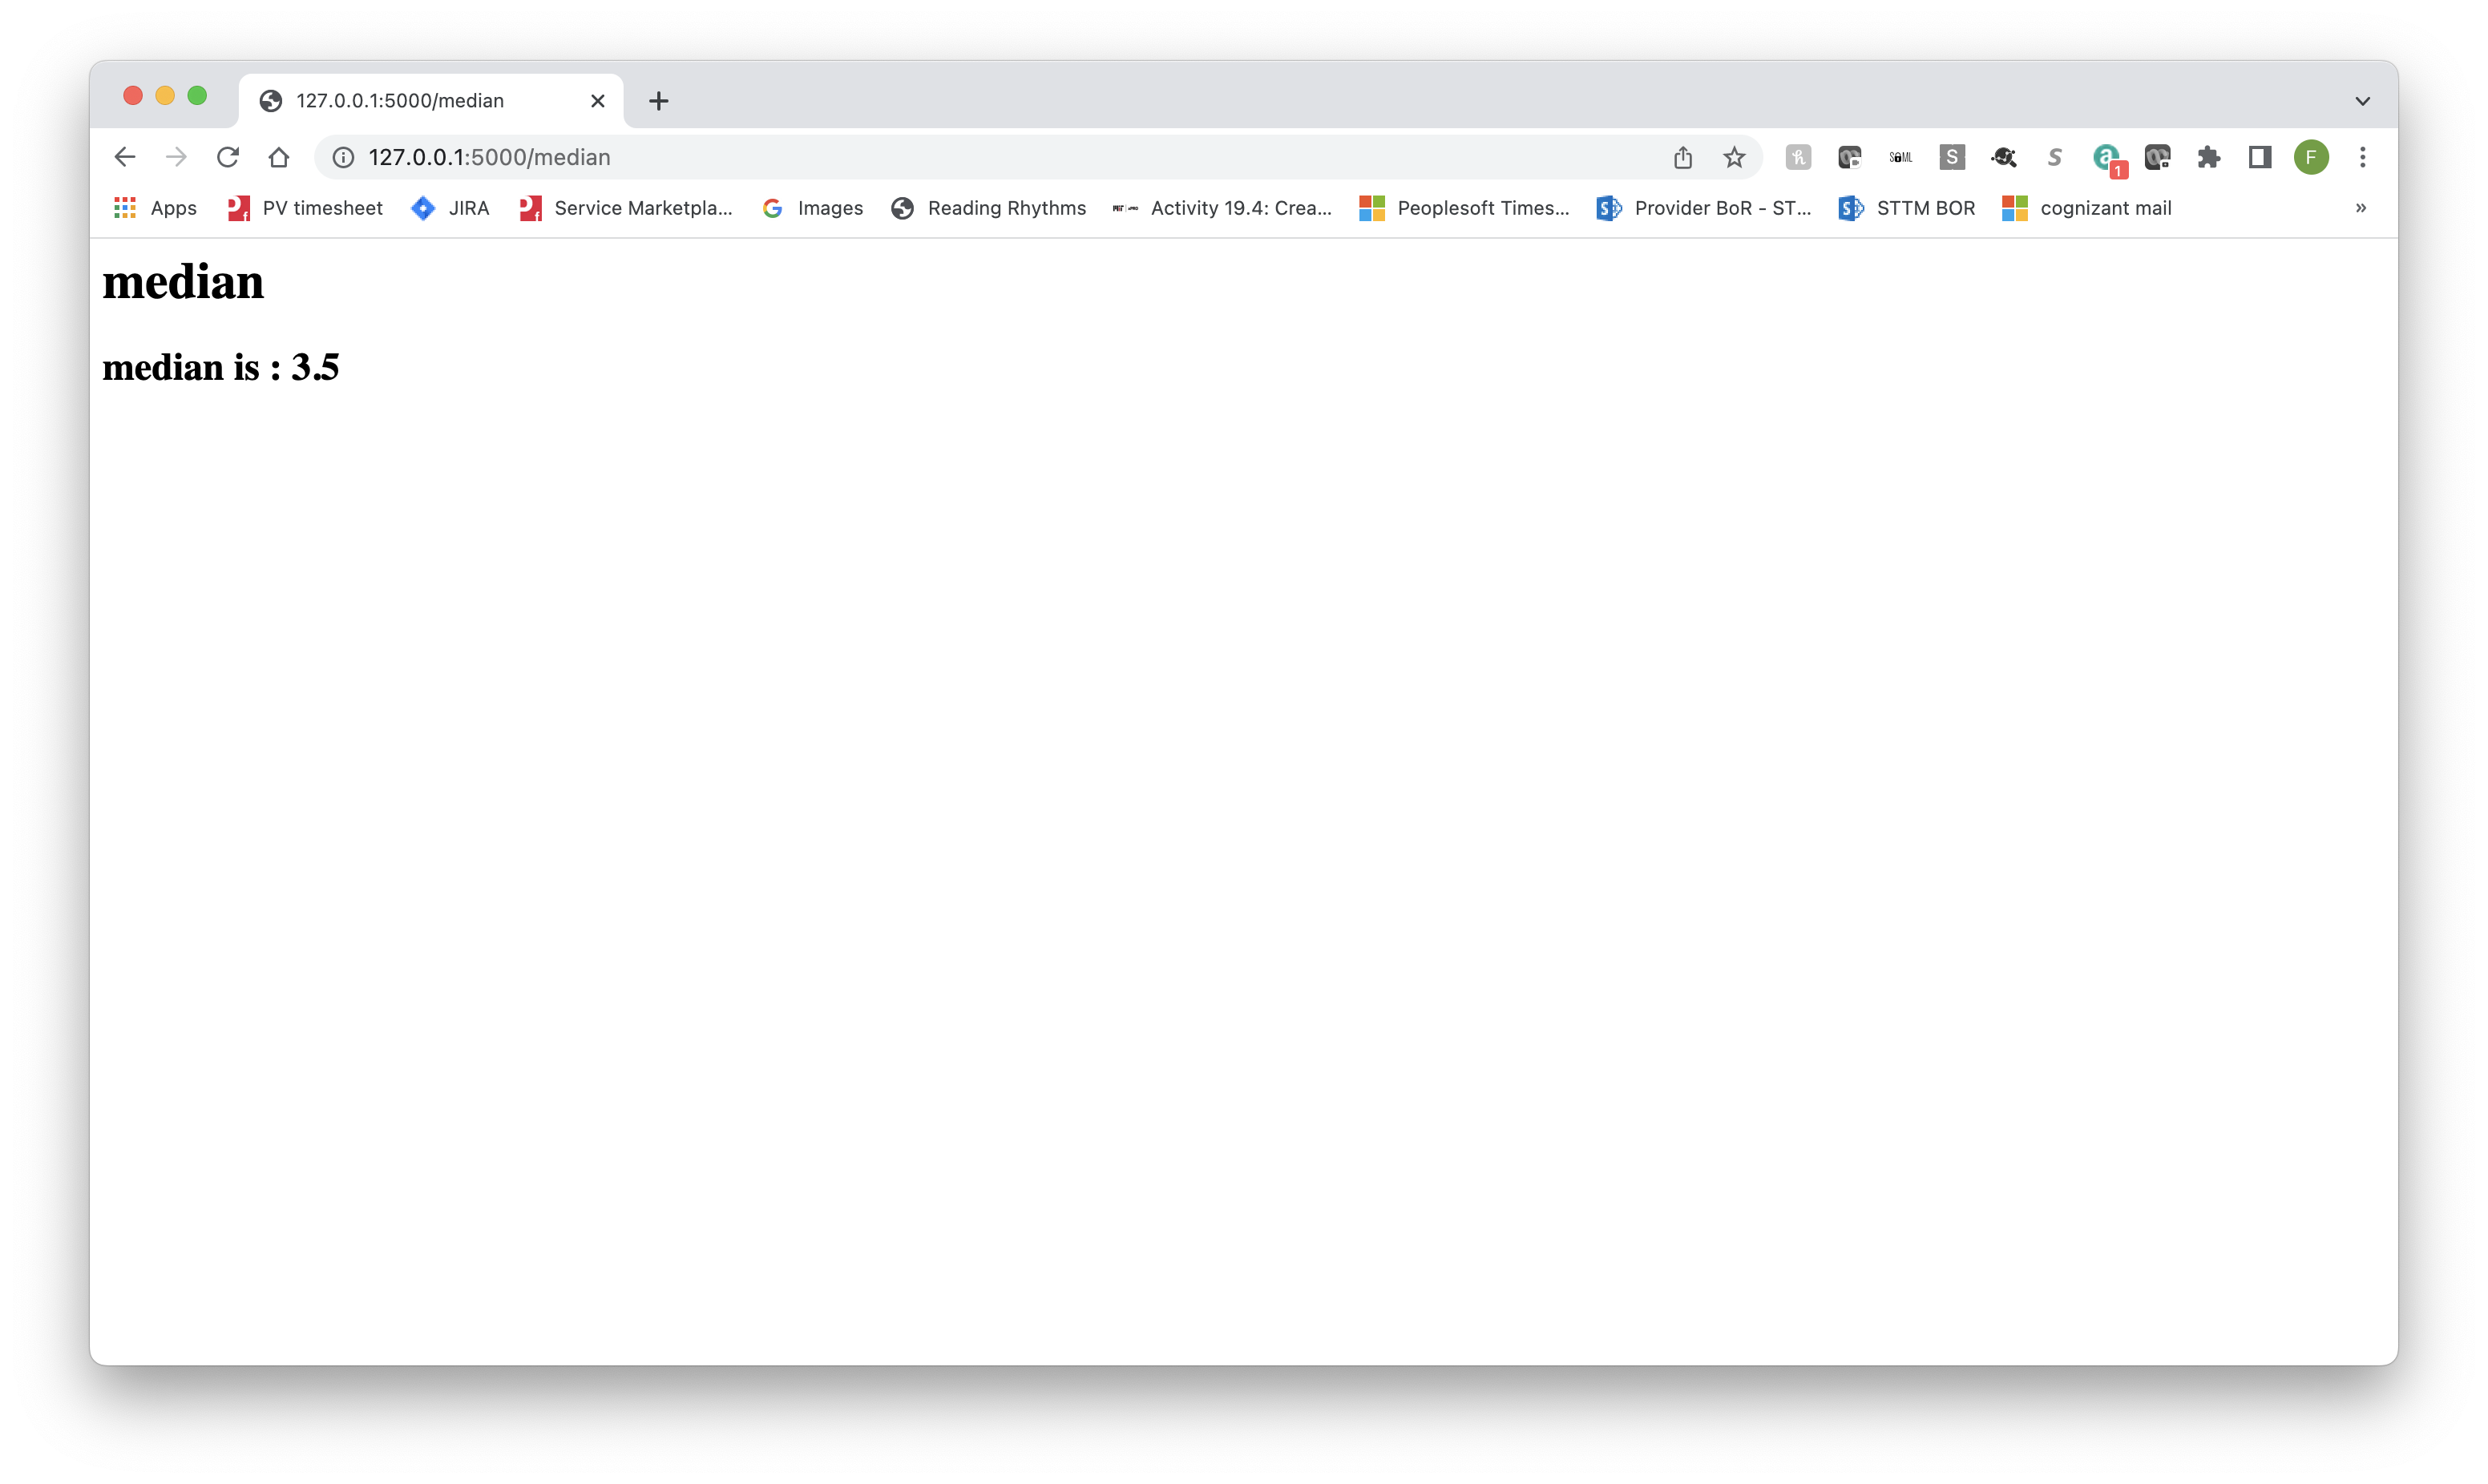 127.0.0.1:5000/median
127.0.0.1:5000/median
S
S
a
1
F
Apps
PV timesheet
JIRA
Service Marketpla...
Images
Reading Rhythms
Activity 19.4: Crea...
Peoplesoft Times...
Provider BoR - ST...
STTM BOR
cognizant mail
»
median
median is : 3.5